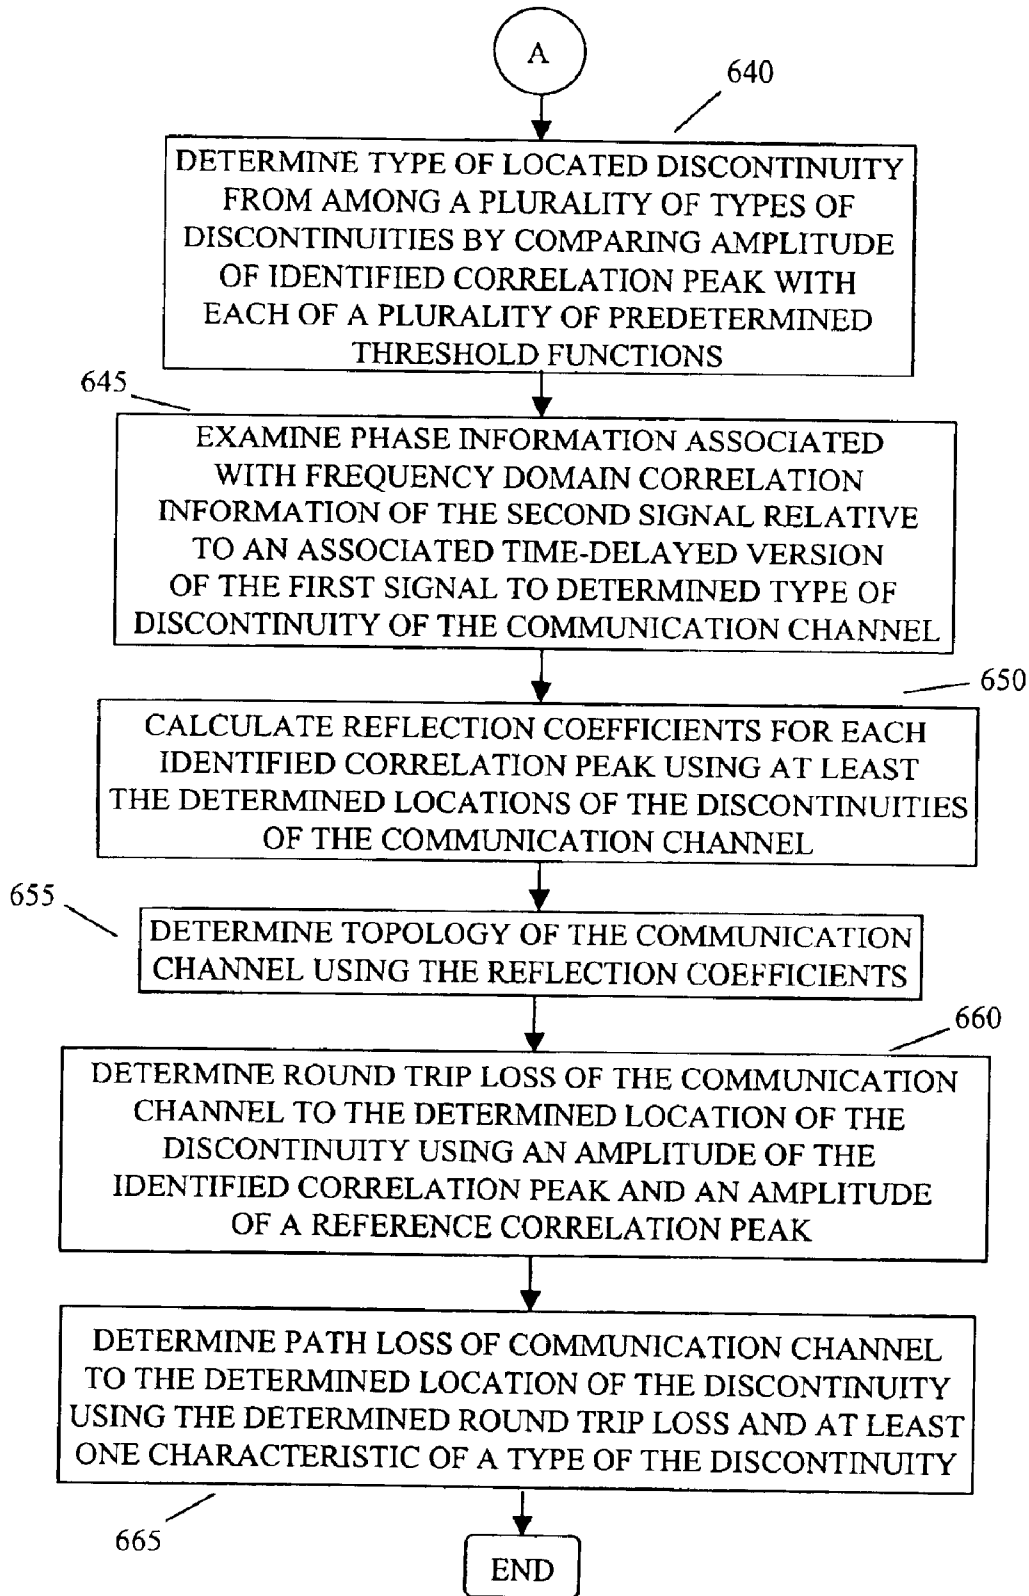 A
640
DETERMINE TYPE OF LOCATED DISCONTINUITY
FROM AMONG A PLURALITY OF TYPES OF
DISCONTINUITIES BY COMPARING AMPLITUDE
OF IDENTIFIED CORRELATION PEAK WITH
EACH OF A PLURALITY OF PREDETERMINED
THRESHOLD FUNCTIONS
645
EXAMINE PHASE INFORMATION ASSOCIATED
WITH FREQUENCY DOMAIN CORRELATION
INFORMATION OF THE SECOND SIGNAL RELATIVE
TO AN ASSOCIATED TIME-DELAYED VERSION
OF THE FIRST SIGNAL TO DETERMINED TYPE OF
DISCONTINUITY OF THE COMMUNICATION CHANNEL
650
CALCULATE REFLECTION COEFFICIENTS FOR EACH
IDENTIFIED CORRELATION PEAK USING AT LEAST
THE DETERMINED LOCATIONS OF THE DISCONTINUITIES
OF THE COMMUNICATION CHANNEL
655
DETERMINE TOPOLOGY OF THE COMMUNICATION
CHANNEL USING THE REFLECTION COEFFICIENTS
660
DETERMINE ROUND TRIP LOSS OF THE COMMUNICATION
CHANNEL TO THE DETERMINED LOCATION OF THE
DISCONTINUITY USING AN AMPLITUDE OF THE
IDENTIFIED CORRELATION PEAK AND AN AMPLITUDE
OF A REFERENCE CORRELATION PEAK
DETERMINE PATH LOSS OF COMMUNICATION CHANNEL
TO THE DETERMINED LOCATION OF THE DISCONTINUITY
USING THE DETERMINED ROUND TRIP LOSS AND AT LEAST
ONE CHARACTERISTIC OF A TYPE OF THE DISCONTINUITY
665
END